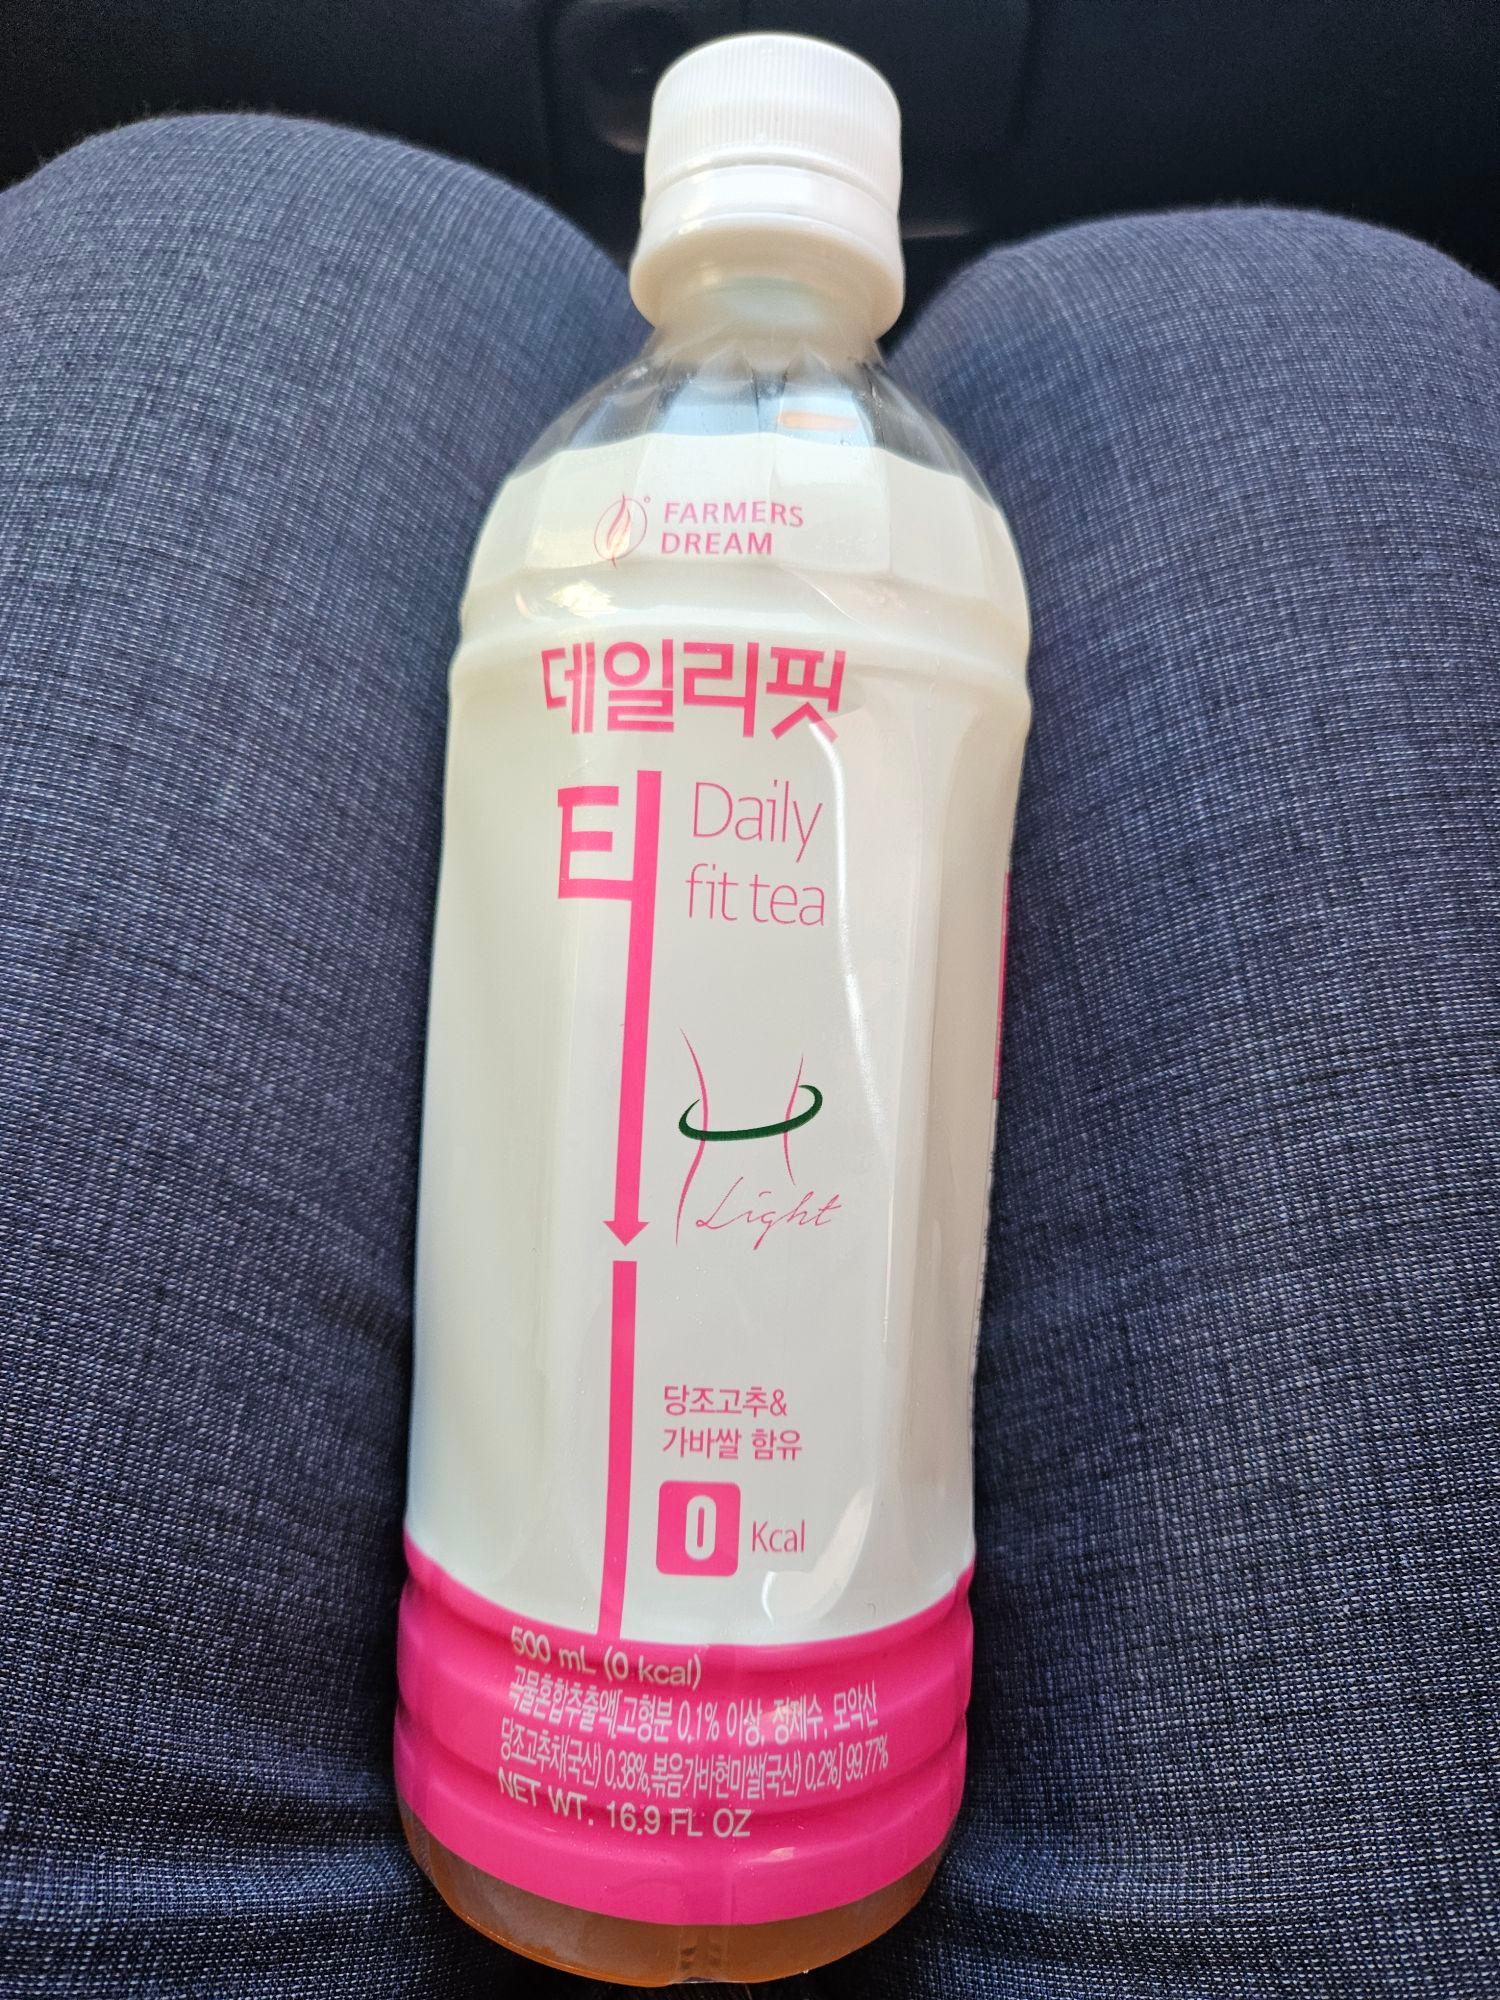 FARMERS
DREAM
데일리핏
티
Daily
fit tea
Light
당조고추&
가바쌀 함유
0 Kcal
500 mL (0 kcal)
곡물혼합추출액[고형분 0.1% 이상, 정제수, 모악산
당조고추채(국산) 0.38%, 볶음가바현미쌀(국산) 0.2%] 99.77%
NET WT. 16.9 FL OZ